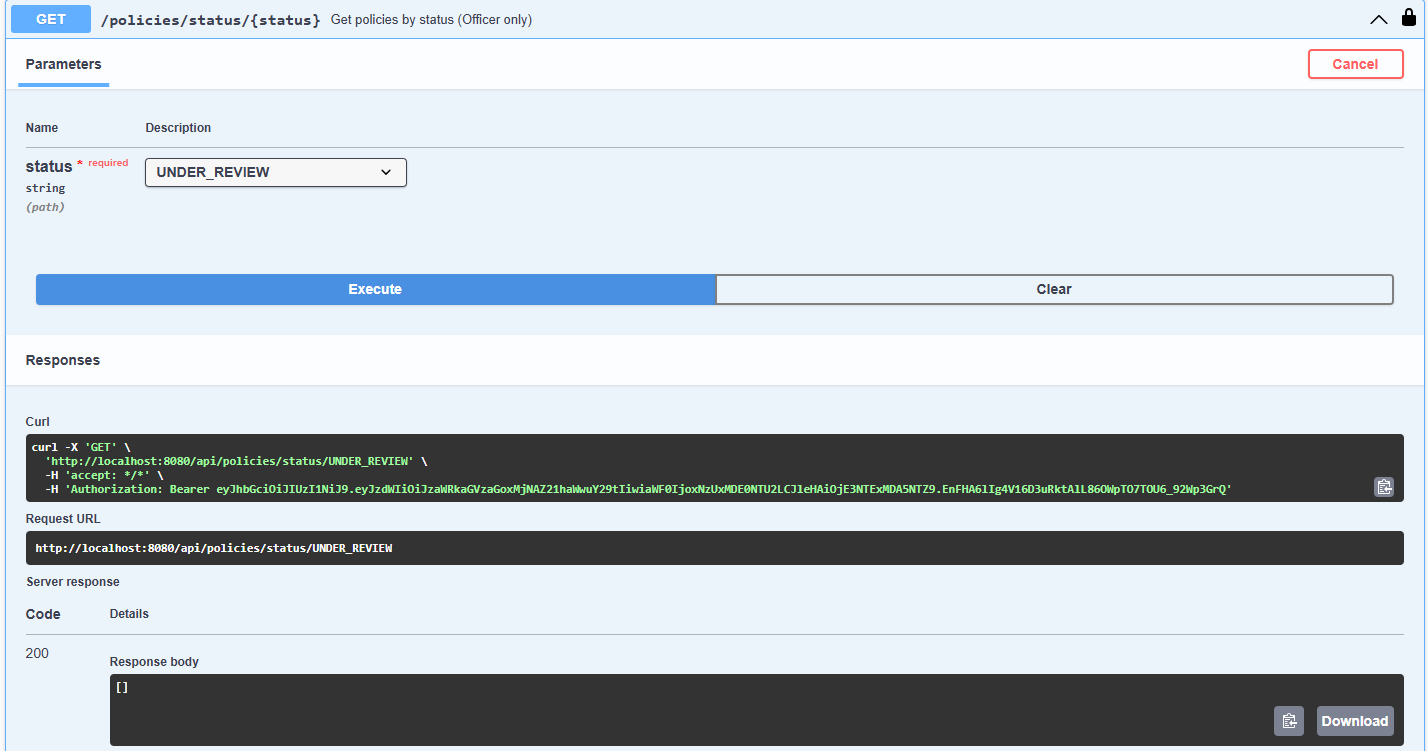 GET /policies/status/{status} Get policies by status (Officer only)
Parameters
Cancel
Name Description
status * required
string
(path)
UNDER_REVIEW
Execute
Clear
Responses
Curl
curl -X 'GET' \
'http://localhost:8080/api/policies/status/UNDER_REVIEW' \
-H 'accept: */*' \
-H 'Authorization: Bearer eyJhbGciOiJIUzI1NiJ9.eyJzdWIiOiJzaWRkaGVzaGoxMjNAZ21haWwuY29tIiwiaWF0IjoxNzUxMDE0NTU2LCJleHAiOjE3NTExMDA5NTZ9.EnFHA6lIg4V16D3uRktAlL86OWpTO7TOU6_92Wp3GrQ'
Request URL
http://localhost:8080/api/policies/status/UNDER_REVIEW
Server response
Code Details
200
Response body
[]
Download